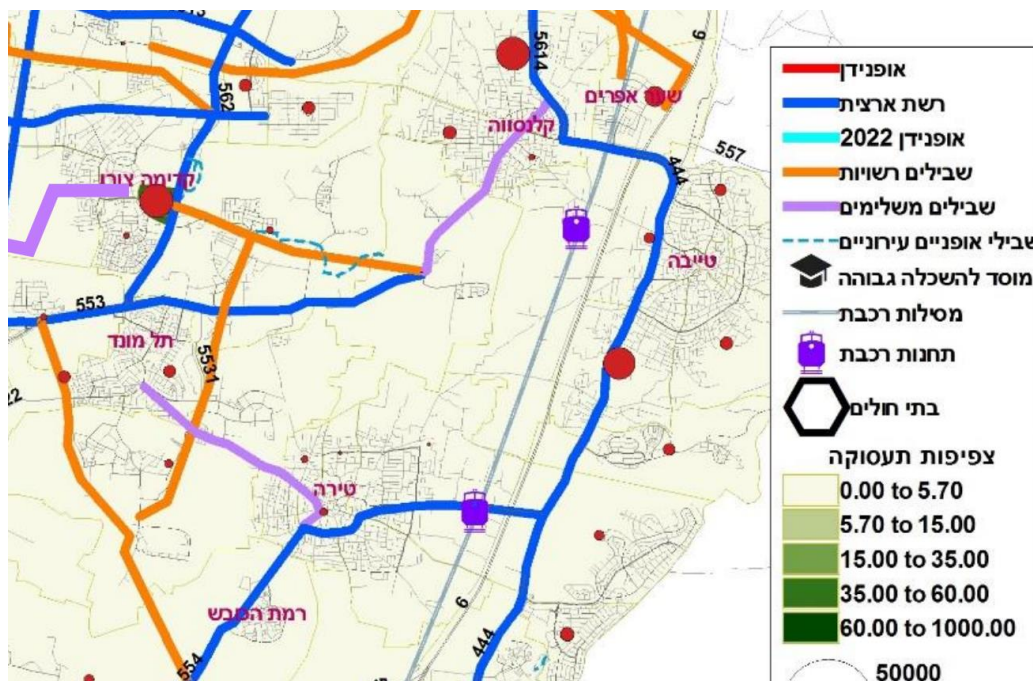 5614
6
562
שער אפרים
קלנסווה
557
444
קדימה צורן
טייבה
553
תל מונד
5531
22
טירה
6
רמת הכובש
554
444
אופנידן
רשת ארצית
אופנידן 2022
שבילים רשויות
שבילים משלימים
שבילי אופניים עירוניים
מוסד להשכלה גבוהה
מסילות רכבת
תחנות רכבת
בתי חולים
צפיפות תעסוקה
0.00 to 5.70
5.70 to 15.00
15.00 to 35.00
35.00 to 60.00
60.00 to 1000.00
50000